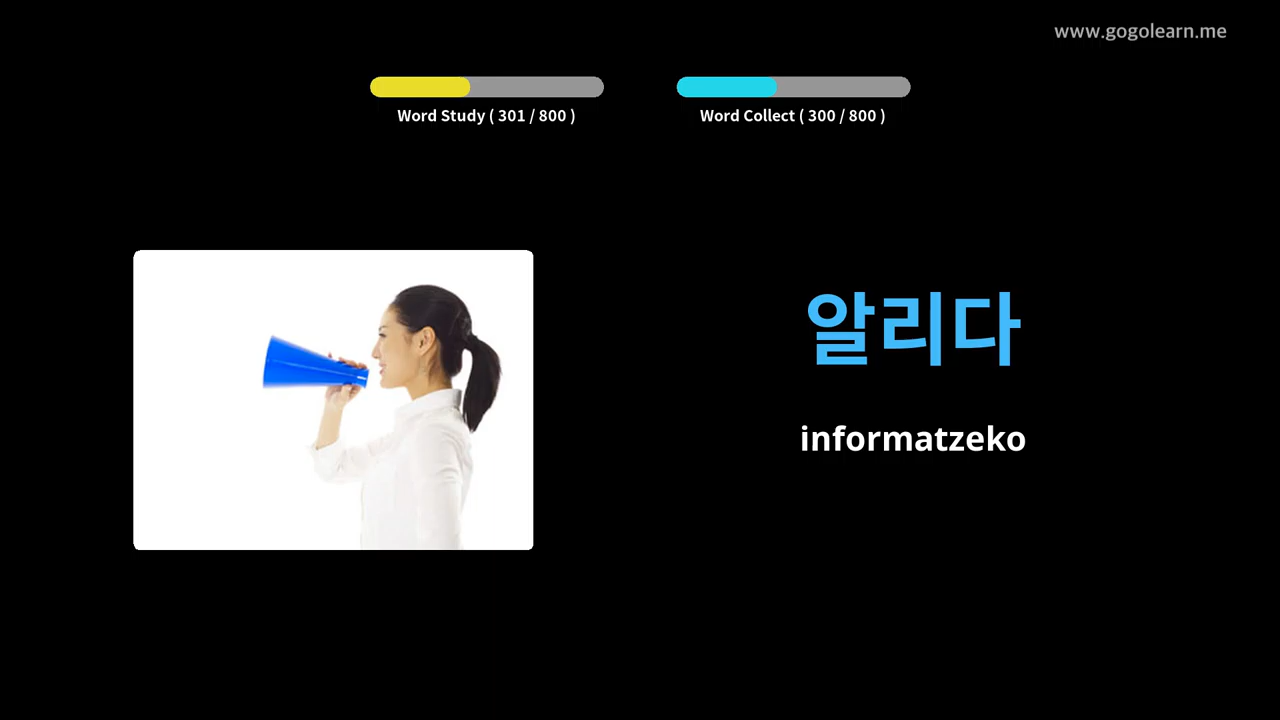 www.gogolearn.me
Word Study ( 301 / 800 )
Word Collect ( 300 / 800 )
알리다
informatzeko